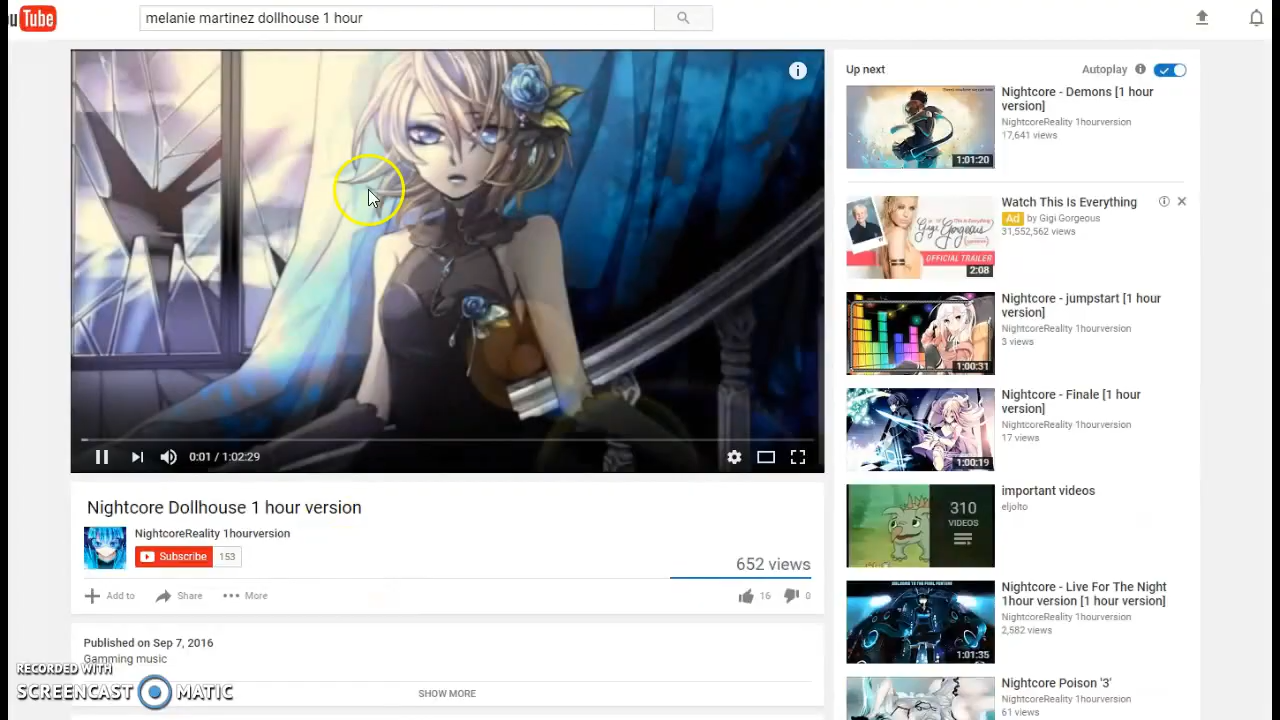 ou Tube
melanie martinez dollhouse 1 hour
0:01 / 1:02:29
Nightcore Dollhouse 1 hour version
NightcoreReality 1hourversion
Subscribe 153
652 views
Add to Share More 16 0
Published on Sep 7, 2016
Gamming music
SHOW MORE
RECORDED WITH
SCREENCAST MATIC
Up next Autoplay
Nightcore - Demons [1 hour
version]
NightcoreReality 1hourversion
17,641 views
1:01:20
Watch This Is Everything
Ad by Gigi Gorgeous
31,552,562 views
Gigi Gorgeous
OFFICIAL TRAILER
2:08
Nightcore - jumpstart [1 hour
version]
NightcoreReality 1hourversion
3 views
1:00:31
Nightcore - Finale [1 hour
version]
NightcoreReality 1hourversion
17 views
1:00:19
important videos
eljolto
310
VIDEOS
Nightcore - Live For The Night
1hour version [1 hour version]
NightcoreReality 1hourversion
2,582 views
1:01:35
Nightcore Poison '3'
NightcoreReality 1hourversion
61 views